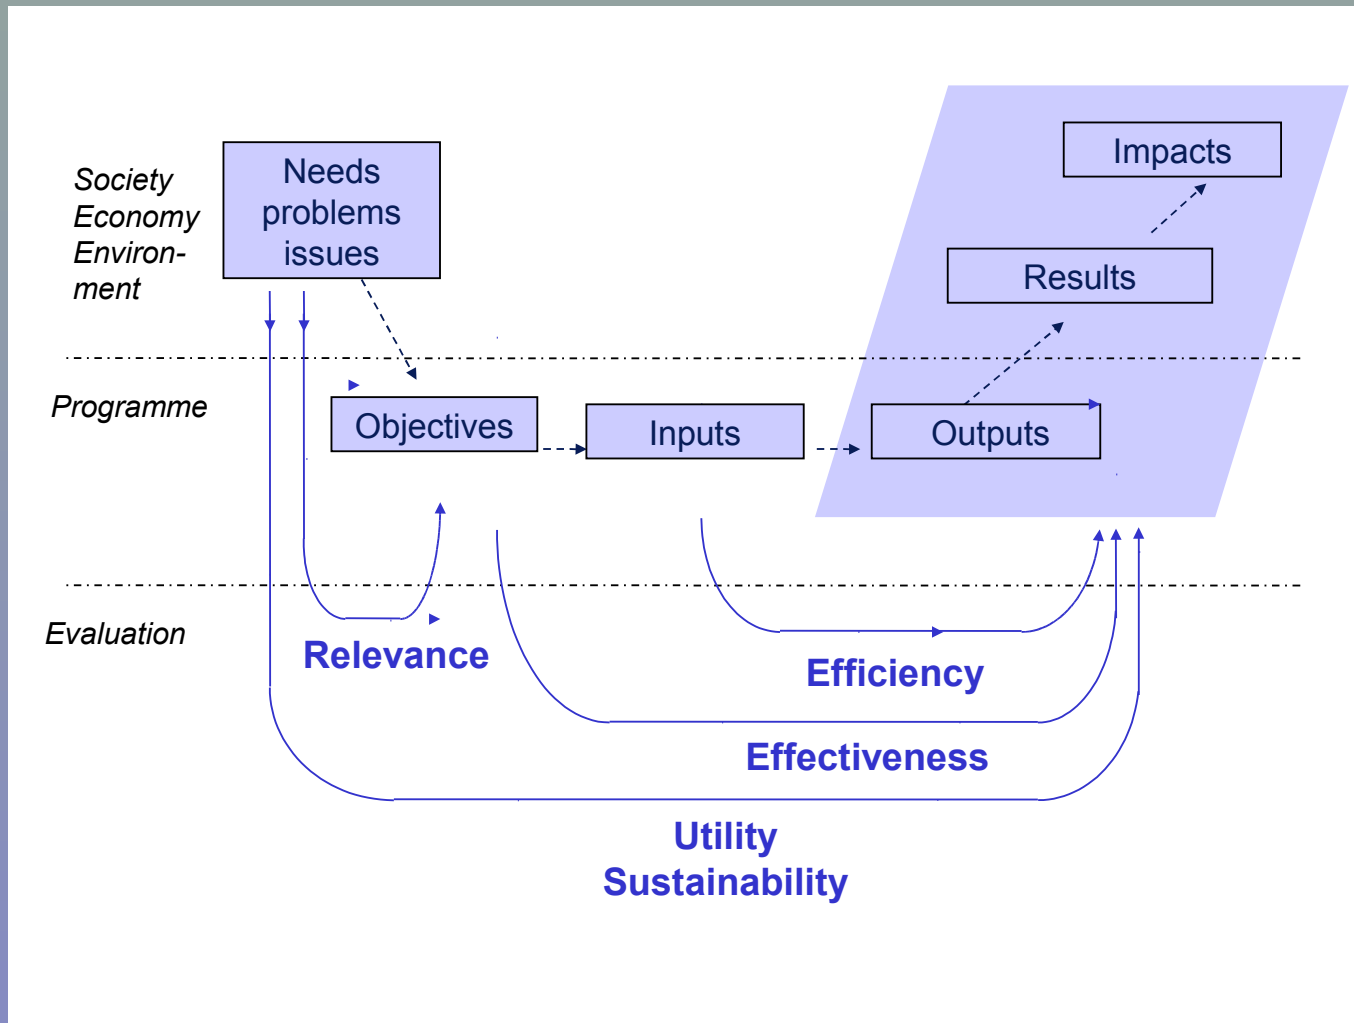 Society
Economy
Environ-
ment
Needs
problems
issues
Impacts
Results
Programme
Objectives
Inputs
Outputs
Evaluation
Relevance
Efficiency
Effectiveness
Utility
Sustainability